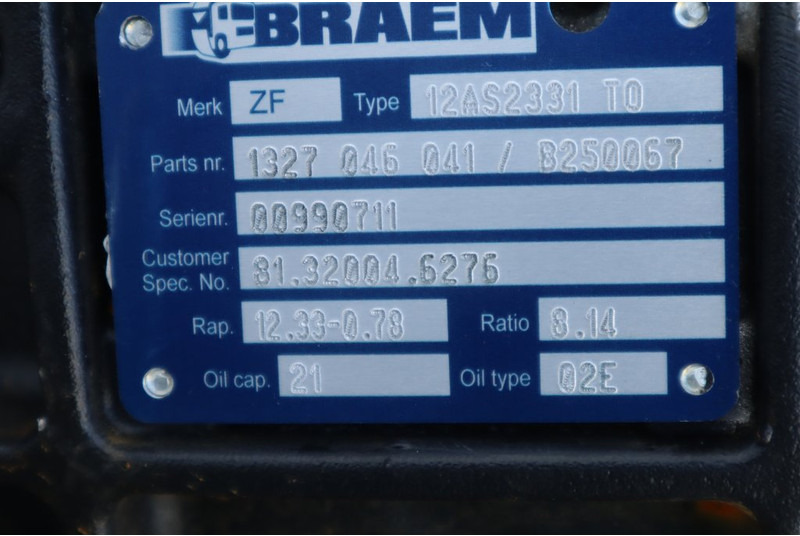 BRAEM
Merk ZF Type 12AS2331 TO
Parts nr. 1327 046 041 / B250067
Serienr. 00990711
Customer
Spec. No. 81.32004.6276
Rap. 12.33-0.78 Ratio 8.14
Oil cap. 21 Oil type 02E